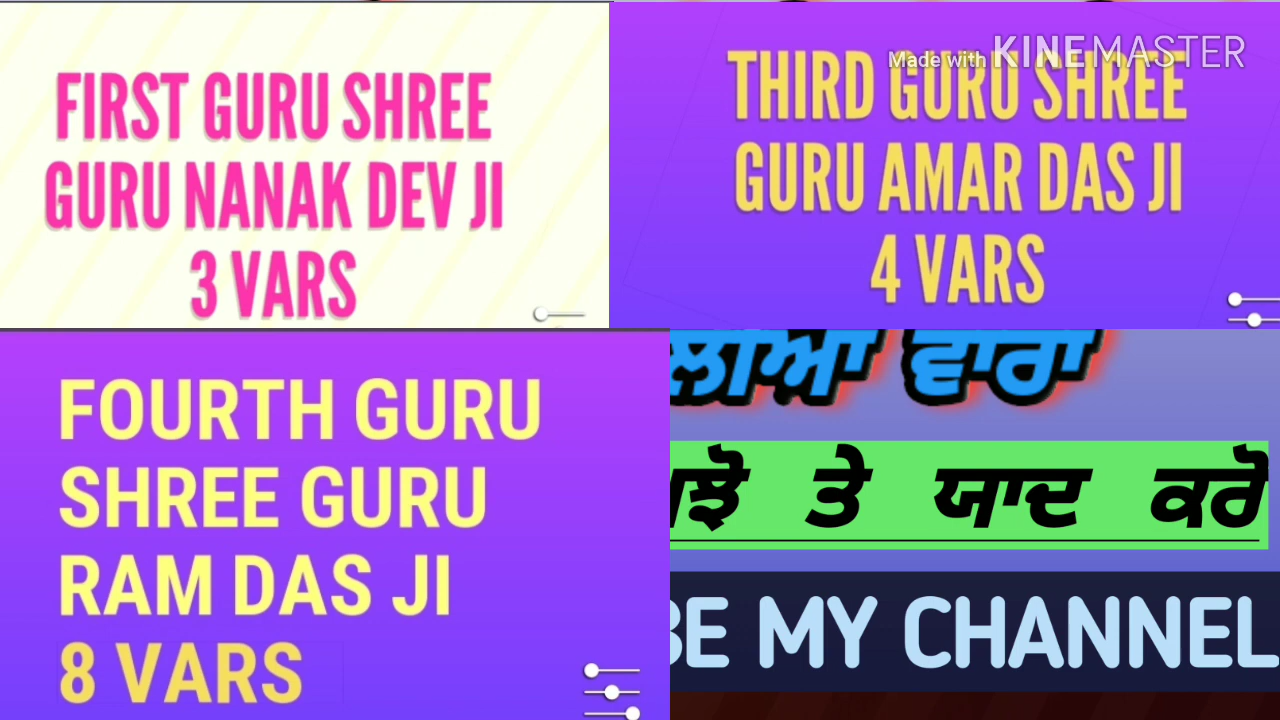 FIRST GURU SHREE
GURU NANAK DEV JI
3 VARS
Made with KINEMASTER
THIRD GURU SHREE
GURU AMAR DAS JI
4 VARS
FOURTH GURU
SHREE GURU
RAM DAS JI
8 VARS
ਵਾਰਾਂ
ਤੇ ਯਾਦ ਕਰੋ
BE MY CHANNEL